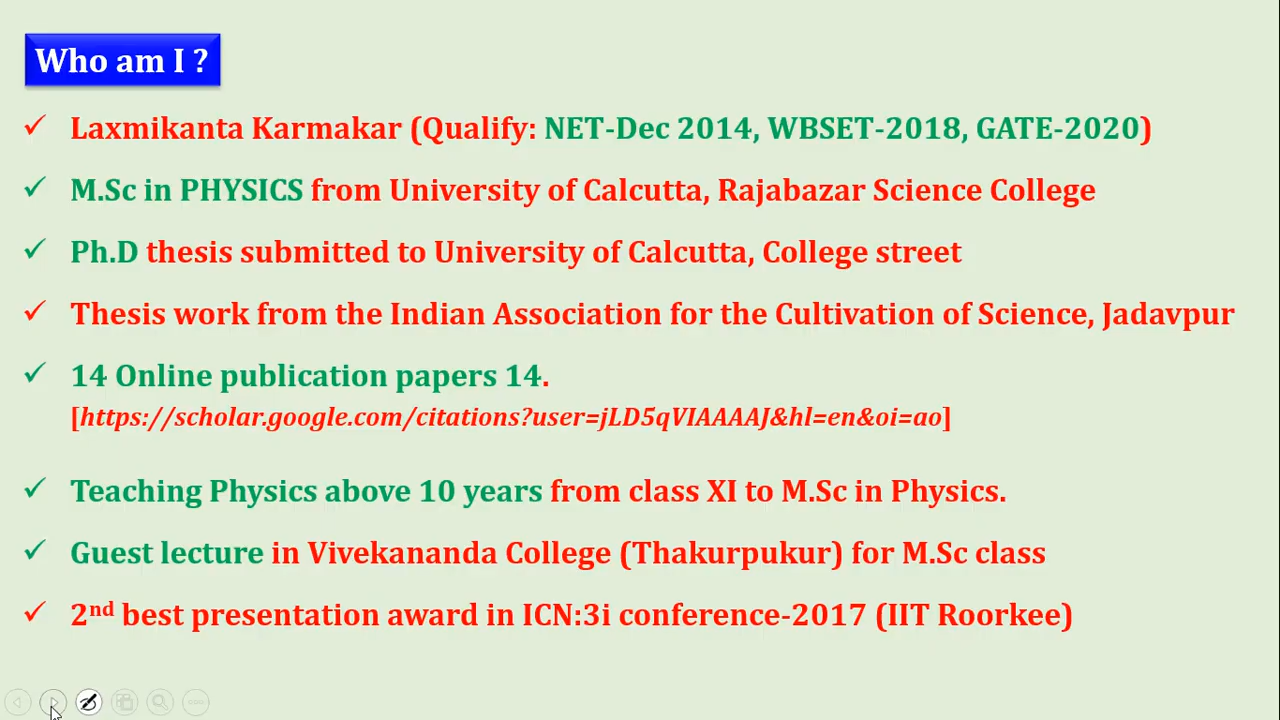 Who am I ?
✓ Laxmikanta Karmakar (Qualify: NET-Dec 2014, WBSET-2018, GATE-2020)
✓ M.Sc in PHYSICS from University of Calcutta, Rajabazar Science College
✓ Ph.D thesis submitted to University of Calcutta, College street
✓ Thesis work from the Indian Association for the Cultivation of Science, Jadavpur
✓ 14 Online publication papers 14.
[https://scholar.google.com/citations?user=jLD5qVIAAAAJ&hl=en&oi=ao]
✓ Teaching Physics above 10 years from class XI to M.Sc in Physics.
✓ Guest lecture in Vivekananda College (Thakurpukur) for M.Sc class
✓ 2nd best presentation award in ICN:3i conference-2017 (IIT Roorkee)